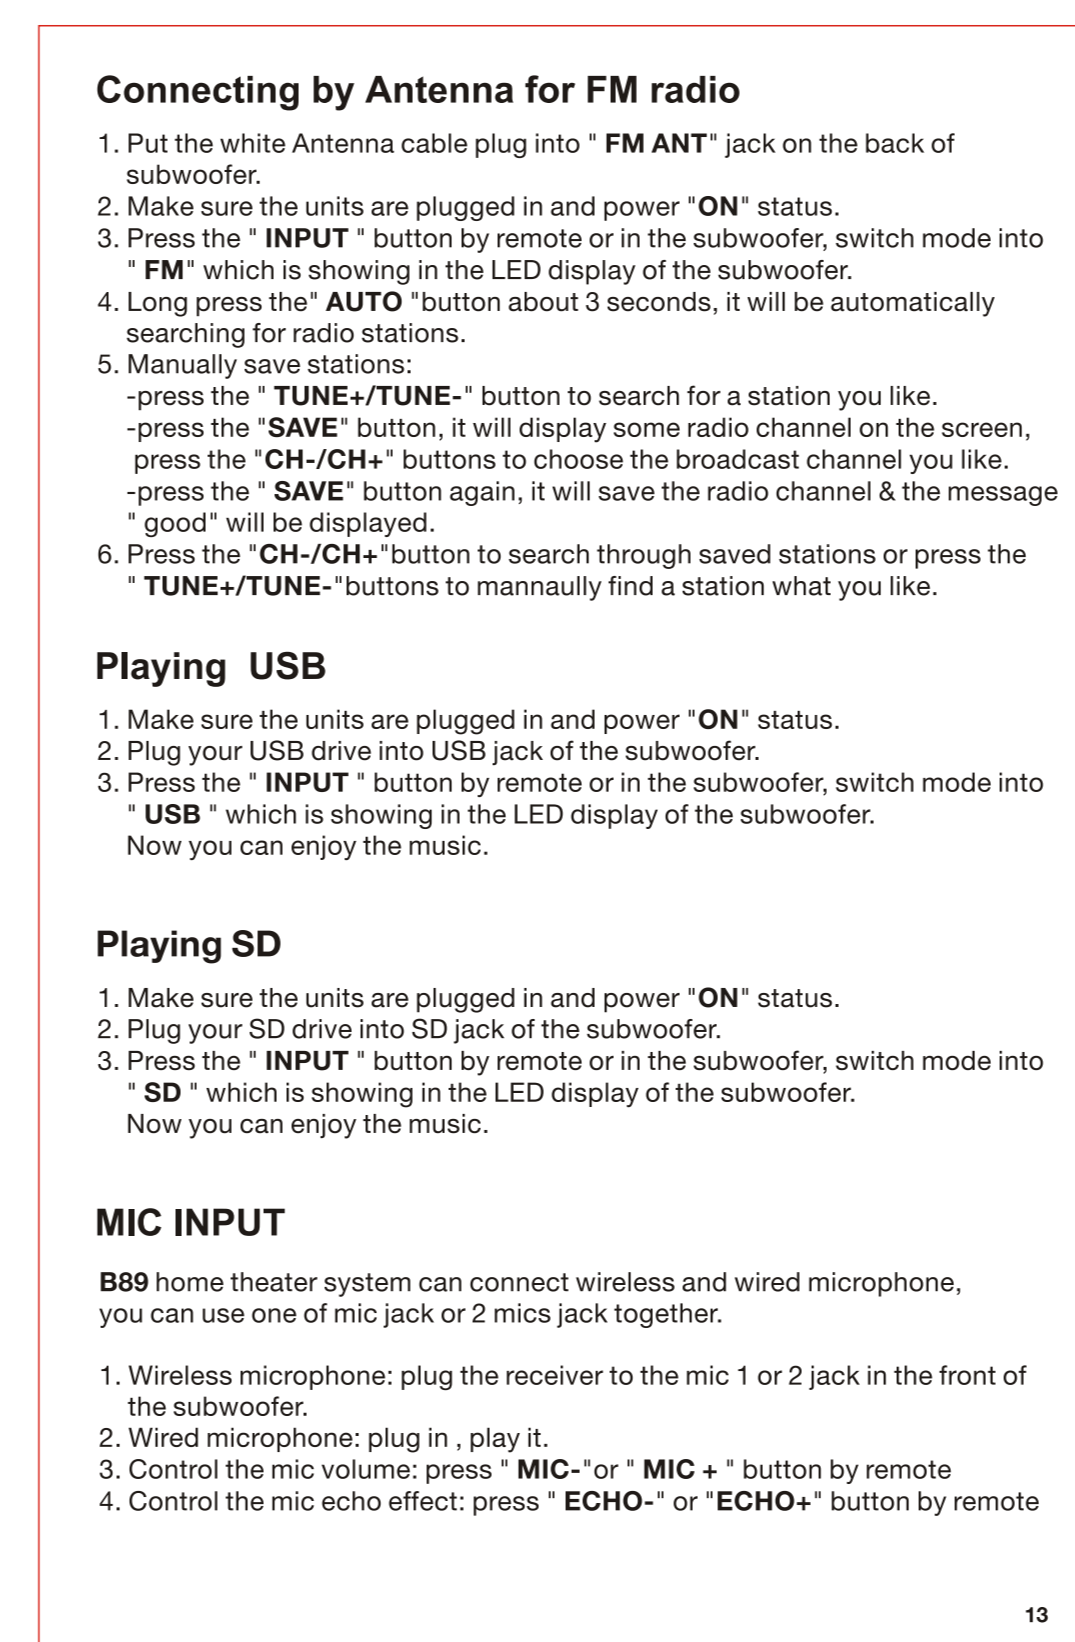 Connecting by Antenna for FM radio
1. Put the white Antenna cable plug into " FM ANT" jack on the back of
subwoofer.
2. Make sure the units are plugged in and power "ON" status.
3. Press the " INPUT " button by remote or in the subwoofer, switch mode into
" FM" which is showing in the LED display of the subwoofer.
4. Long press the" AUTO "button about 3 seconds, it will be automatically
searching for radio stations.
5. Manually save stations:
-press the " TUNE+/TUNE-" button to search for a station you like.
-press the "SAVE" button, it will display some radio channel on the screen,
press the "CH-/CH+" buttons to choose the broadcast channel you like.
-press the " SAVE" button again, it will save the radio channel & the message
" good" will be displayed.
6. Press the "CH-/CH+"button to search through saved stations or press the
" TUNE+/TUNE-"buttons to mannaully find a station what you like.
Playing USB
1. Make sure the units are plugged in and power "ON" status.
2. Plug your USB drive into USB jack of the subwoofer.
3. Press the " INPUT " button by remote or in the subwoofer, switch mode into
" USB " which is showing in the LED display of the subwoofer.
Now you can enjoy the music.
Playing SD
1. Make sure the units are plugged in and power "ON" status.
2. Plug your SD drive into SD jack of the subwoofer.
3. Press the " INPUT " button by remote or in the subwoofer, switch mode into
" SD " which is showing in the LED display of the subwoofer.
Now you can enjoy the music.
MIC INPUT
B89 home theater system can connect wireless and wired microphone,
you can use one of mic jack or 2 mics jack together.
1. Wireless microphone: plug the receiver to the mic 1 or 2 jack in the front of
the subwoofer.
2. Wired microphone: plug in , play it.
3. Control the mic volume: press " MIC-"or " MIC + " button by remote
4. Control the mic echo effect: press " ECHO-" or "ECHO+" button by remote
13